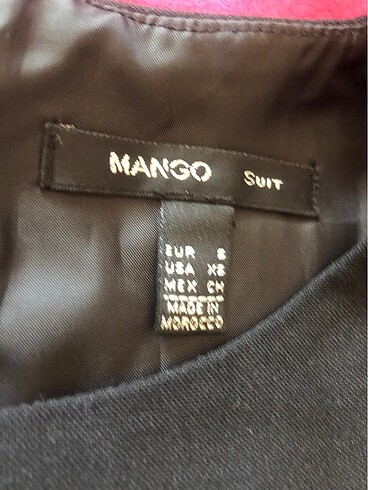 MANGO SUIT
EUR S
USA XS
MEX CH
MADE IN
MOROCCO